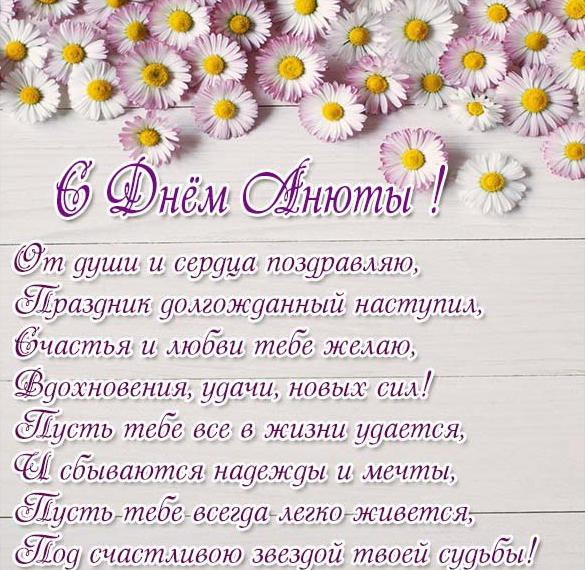 С Днём Анюты !
От души и сердца поздравляю,
Праздник долгожданный наступил,
Счастья и любви тебе желаю,
Вдохновения, удачи, новых сил!
Пусть тебе все в жизни удается,
И сбываются надежды и мечты,
Пусть тебе всегда легко живется,
Под счастливою звездой твоей судьбы!